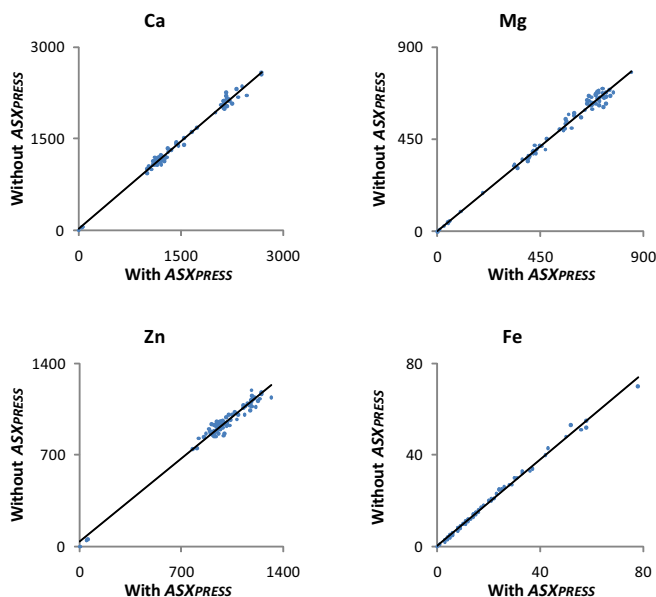 Ca
3000
1500
0
0
1500
3000
Without ASXPRESS
With ASXPRESS
Mg
900
450
0
0
450
900
Without ASXPRESS
With ASXPRESS
Zn
1400
700
0
0
700
1400
Without ASXPRESS
With ASXPRESS
Fe
80
40
0
0
40
80
Without ASXPRESS
With ASXPRESS